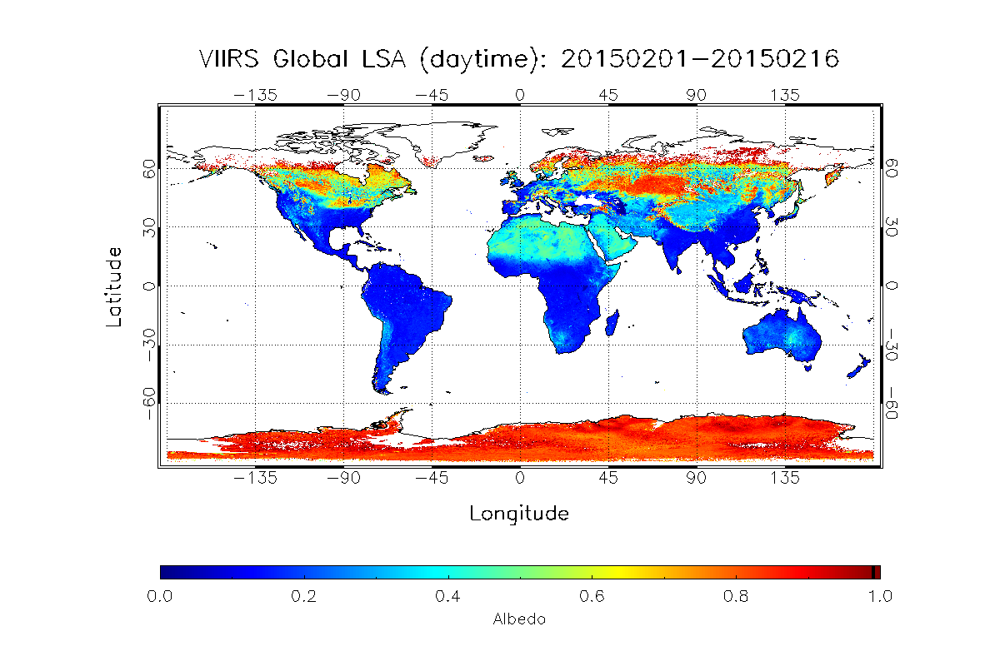 VIIRS Global LSA (daytime): 20150201−20150216
−135 −90 −45 0 45 90 135
60 60
30 30
0 0
−30 −30
−60 −60
Latitude
−135 −90 −45 0 45 90 135
Longitude
0.0 0.2 0.4 0.6 0.8 1.0
Albedo